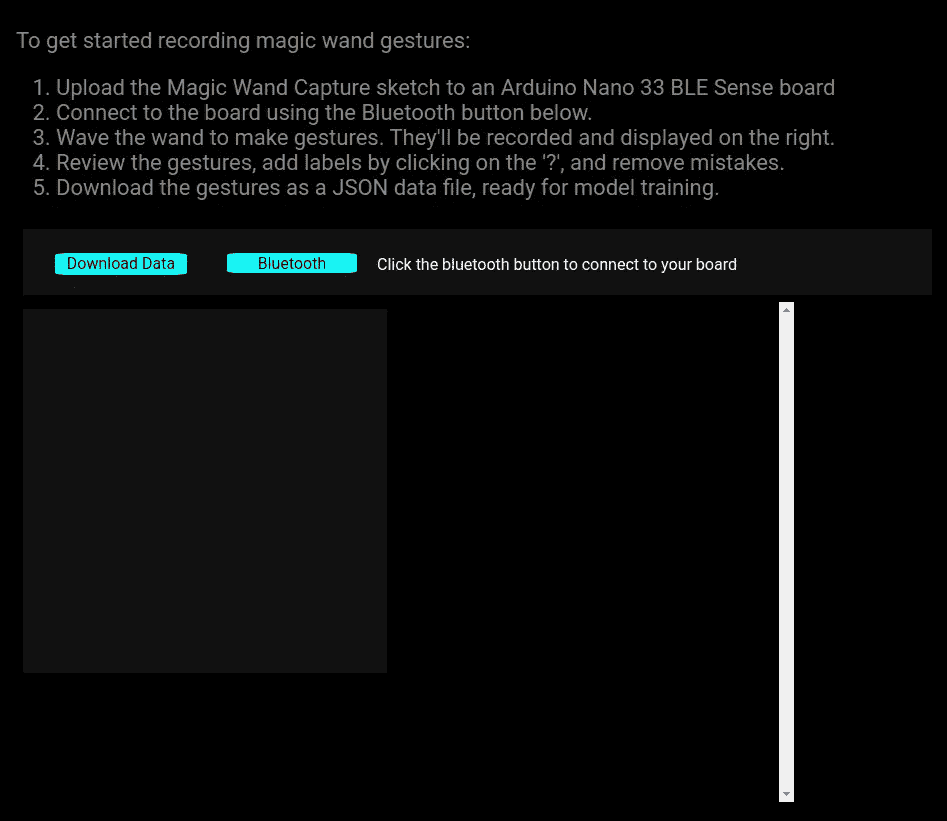 To get started recording magic wand gestures:
1. Upload the Magic Wand Capture sketch to an Arduino Nano 33 BLE Sense board
2. Connect to the board using the Bluetooth button below.
3. Wave the wand to make gestures. They'll be recorded and displayed on the right.
4. Review the gestures, add labels by clicking on the '?', and remove mistakes.
5. Download the gestures as a JSON data file, ready for model training.
Download Data Bluetooth Click the bluetooth button to connect to your board